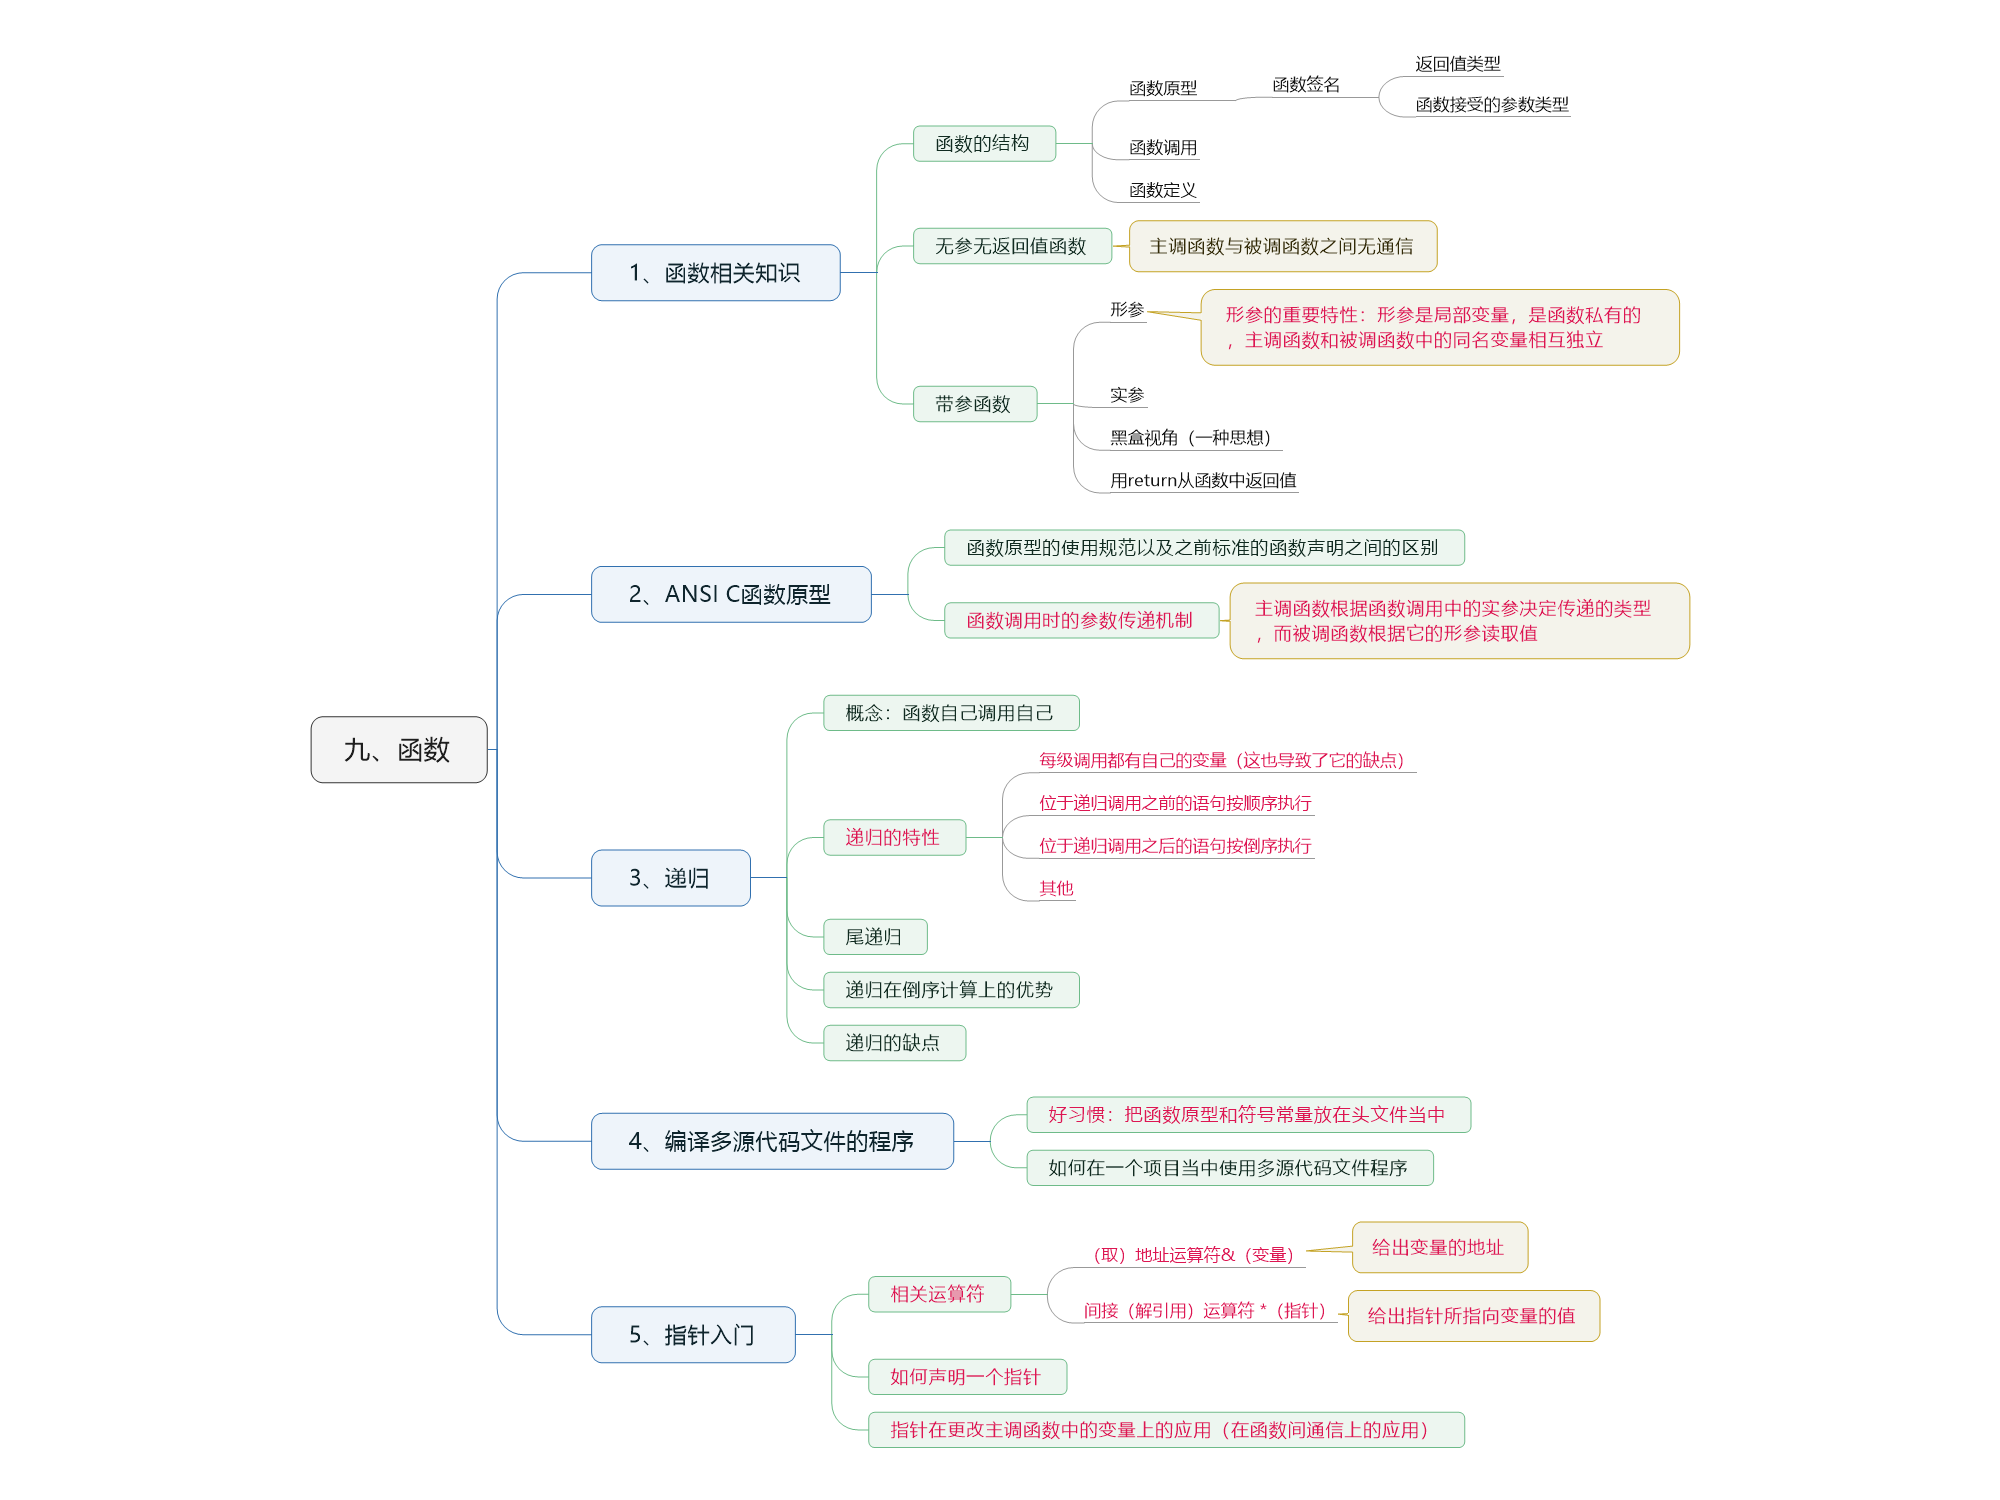 九、函数
1、函数相关知识
函数的结构
函数原型
函数签名
返回值类型
函数接受的参数类型
函数调用
函数定义
无参无返回值函数
主调函数与被调函数之间无通信
带参函数
形参
形参的重要特性：形参是局部变量，是函数私有的
，主调函数和被调函数中的同名变量相互独立
实参
黑盒视角（一种思想）
用return从函数中返回值
2、ANSI C函数原型
函数原型的使用规范以及之前标准的函数声明之间的区别
函数调用时的参数传递机制
主调函数根据函数调用中的实参决定传递的类型
，而被调函数根据它的形参读取值
3、递归
概念：函数自己调用自己
递归的特性
每级调用都有自己的变量（这也导致了它的缺点）
位于递归调用之前的语句按顺序执行
位于递归调用之后的语句按倒序执行
其他
尾递归
递归在倒序计算上的优势
递归的缺点
4、编译多源代码文件的程序
好习惯：把函数原型和符号常量放在头文件当中
如何在一个项目当中使用多源代码文件程序
5、指针入门
相关运算符
（取）地址运算符&（变量）
给出变量的地址
间接（解引用）运算符 *（指针）
给出指针所指向变量的值
如何声明一个指针
指针在更改主调函数中的变量上的应用（在函数间通信上的应用）